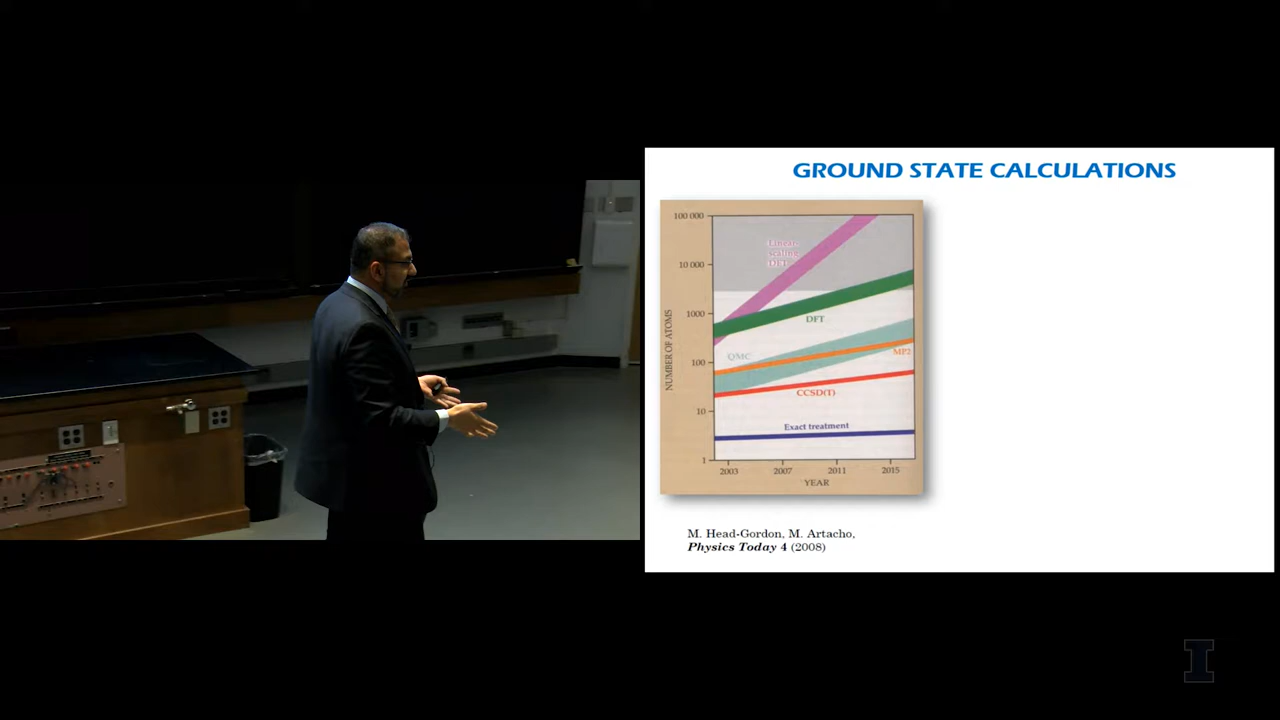 GROUND STATE CALCULATIONS
100 000
10 000
1000
100
10
1
NUMBER OF ATOMS
Linear
scaling
DFT
DFT
QMC
MP2
CCSD(T)
Exact treatment
2003
2007
2011
2015
YEAR
M. Head-Gordon, M. Artacho,
Physics Today 4 (2008)
I